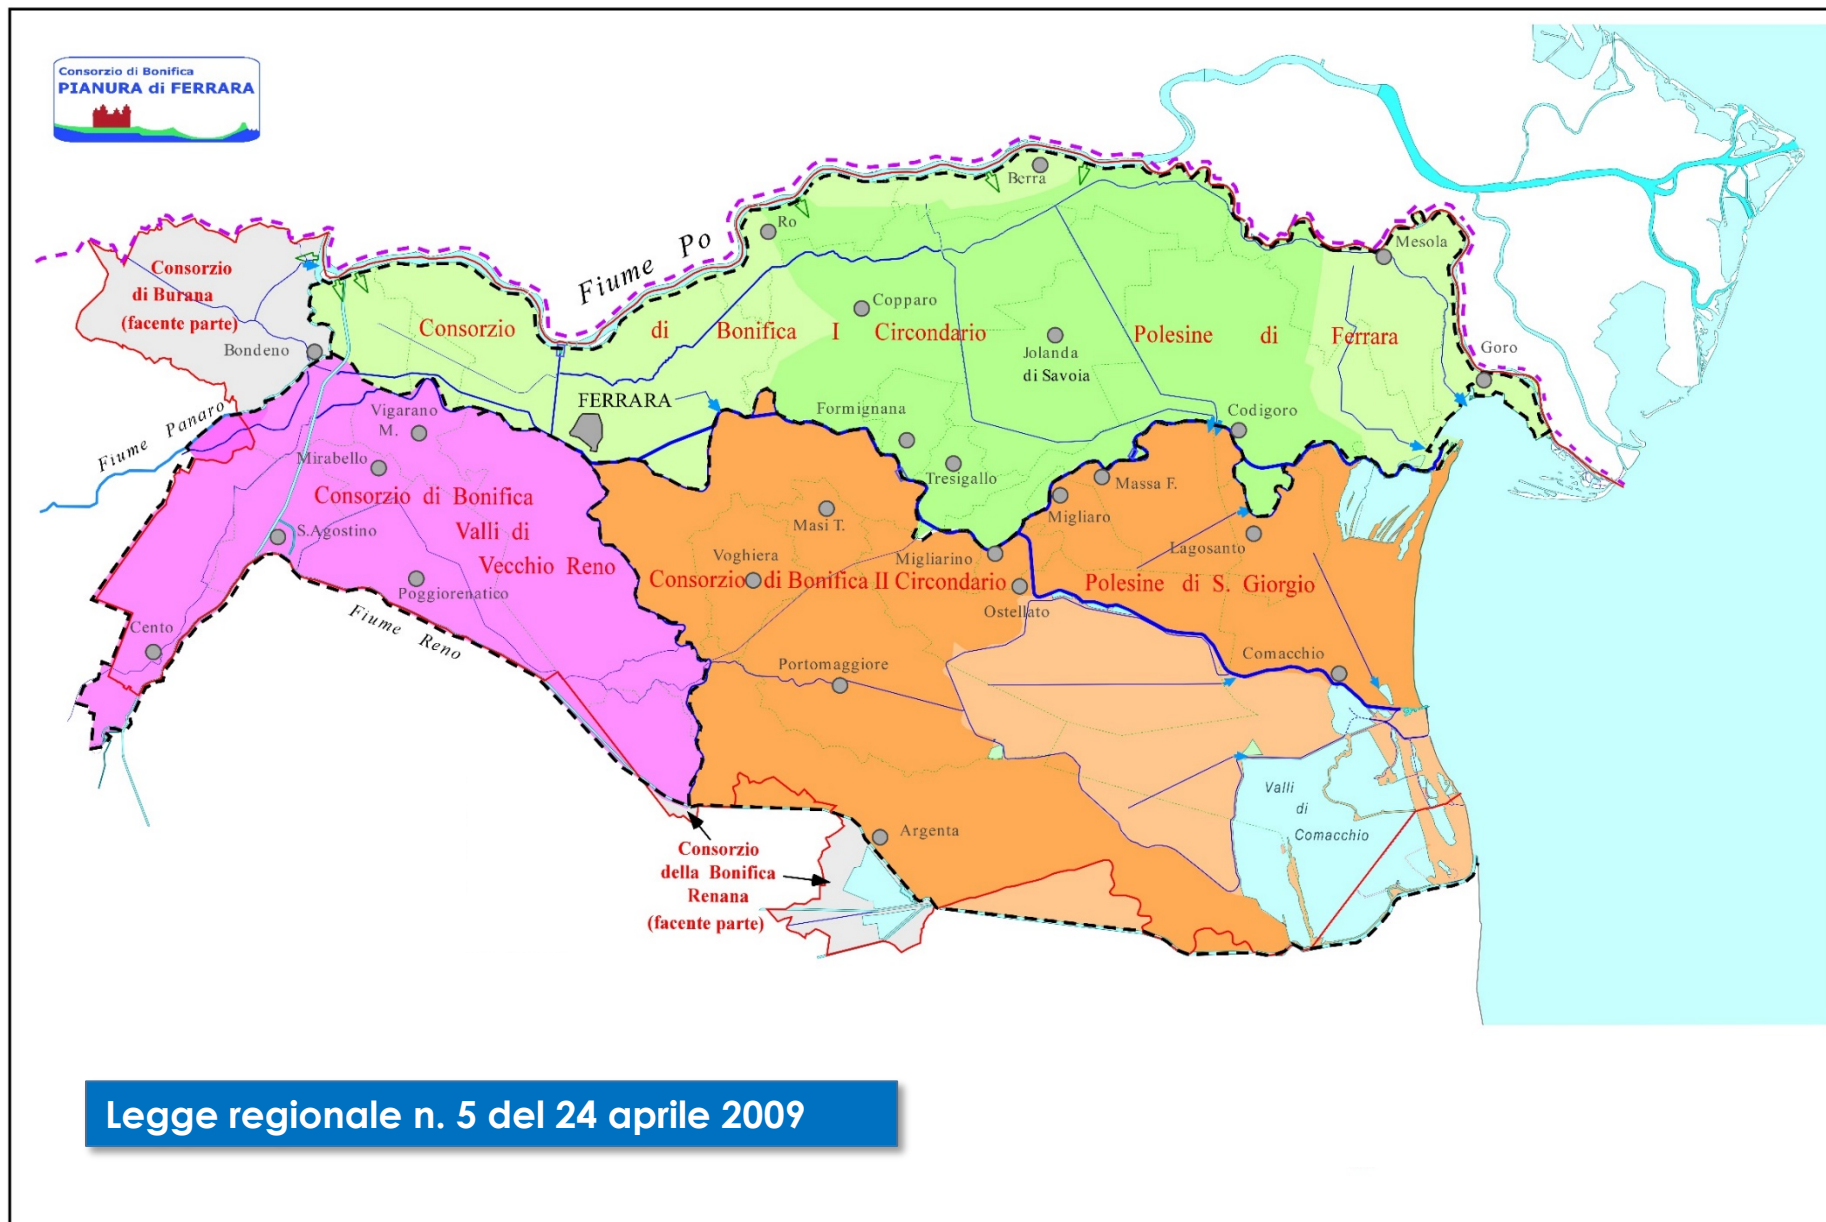 Consorzio di Bonifica
PIANURA di FERRARA
Berra
Ro
Fiume Po
Mesola
Consorzio
di Burana
(facente parte)
Copparo
Consorzio di Bonifica I Circondario Polesine di Ferrara
Jolanda
di Savoia
Bondeno
Goro
Fiume Panaro
Vigarano
M.
FERRARA
Formignana
Codigoro
Mirabello
Tresigallo
Massa F.
Consorzio di Bonifica
Valli di
Vecchio Reno
Masi T.
Migliaro
S.Agostino
Voghiera
Migliarino
Lagosanto
Consorzio di Bonifica II Circondario Polesine di S. Giorgio
Poggiorenatico
Ostellato
Fiume Reno
Cento
Portomaggiore
Comacchio
Valli
di
Comacchio
Argenta
Consorzio
della Bonifica
Renana
(facente parte)
Legge regionale n. 5 del 24 aprile 2009